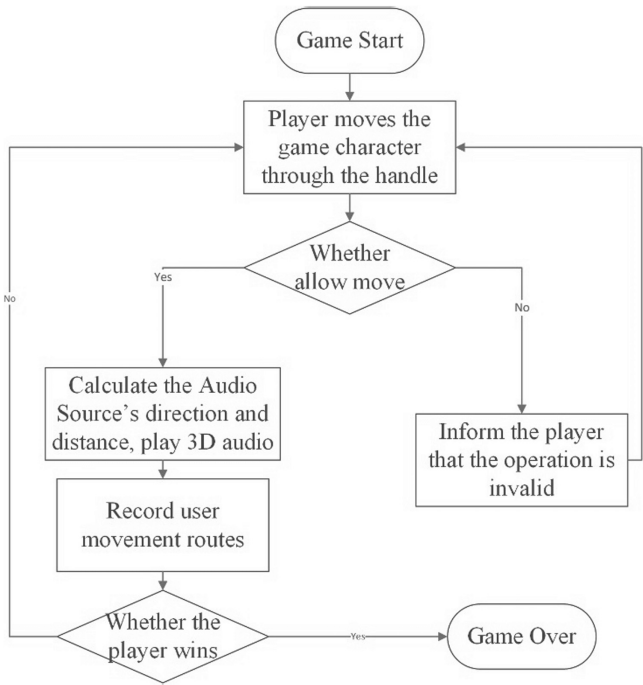 Game Start
Player moves the
game character
through the handle
Whether
allow move
Yes
No
No
Calculate the Audio
Source's direction and
distance, play 3D audio
Inform the player
that the operation is
invalid
Record user
movement routes
Whether the
player wins
Yes
Game Over